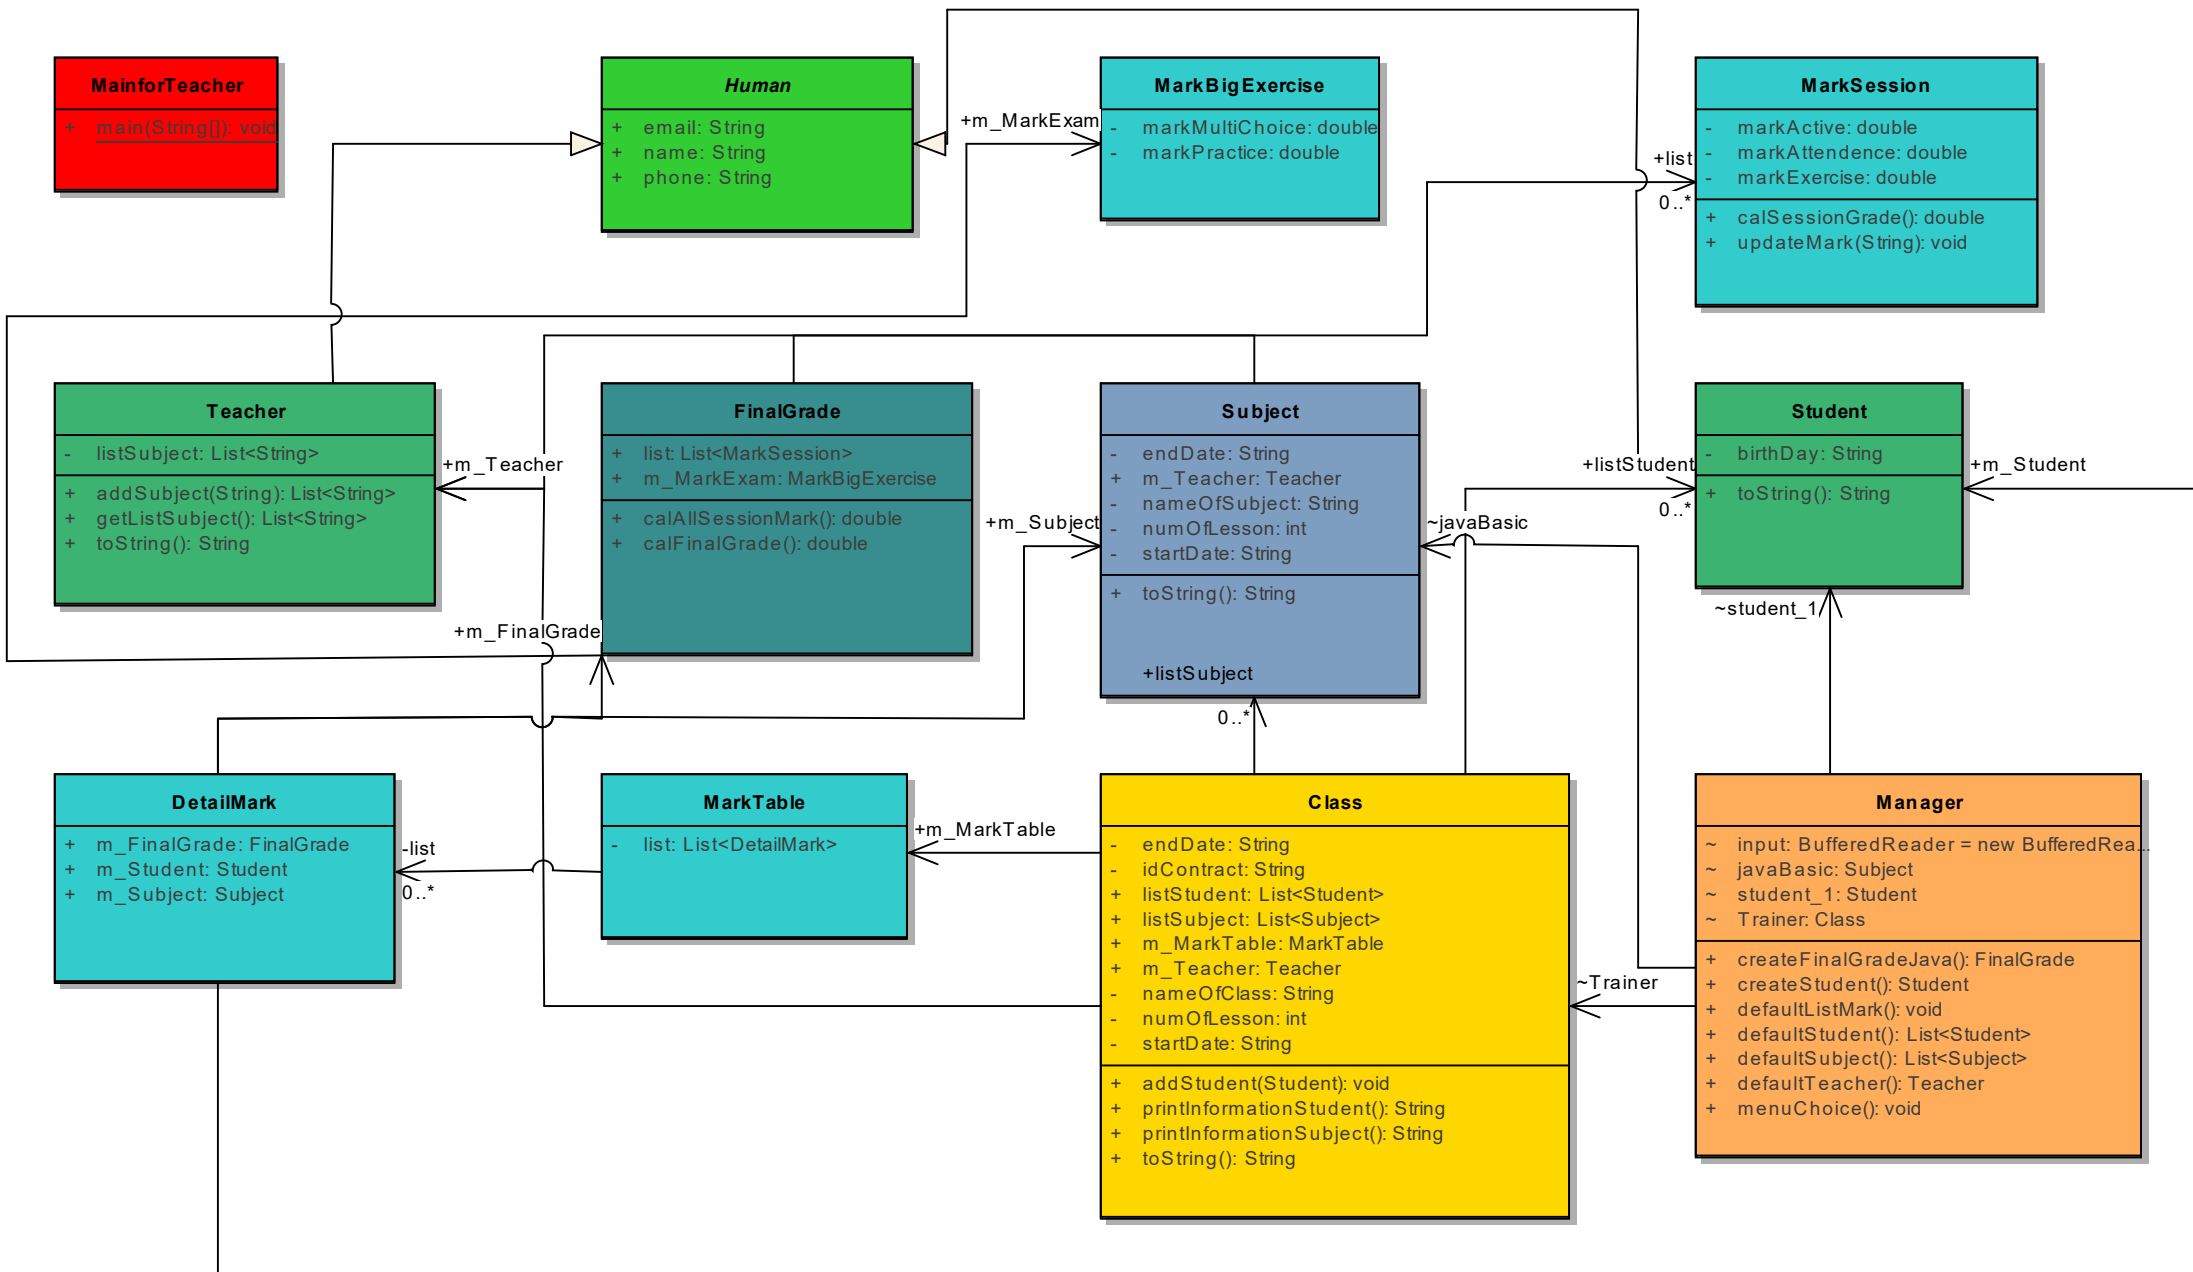 MainforTeacher
+ main(String[]): void
Human
+ email: String
+ name: String
+ phone: String
+m_MarkExam
MarkBigExercise
- markMultiChoice: double
- markPractice: double
+list
0..*
MarkSession
- markActive: double
- markAttendence: double
- markExercise: double
+ calSessionGrade(): double
+ updateMark(String): void
Teacher
- listSubject: List<String>
+ addSubject(String): List<String>
+ getListSubject(): List<String>
+ toString(): String
+m_Teacher
+m_FinalGrade
FinalGrade
+ list: List<MarkSession>
+ m_MarkExam: MarkBigExercise
+ calAllSessionMark(): double
+ calFinalGrade(): double
+m_Subject
Subject
- endDate: String
+ m_Teacher: Teacher
- nameOfSubject: String
- numOfLesson: int
- startDate: String
+ toString(): String
+listSubject
0..*
~javaBasic
+listStudent
0..*
Student
- birthDay: String
+ toString(): String
+m_Student
~student_1
DetailMark
+ m_FinalGrade: FinalGrade
+ m_Student: Student
+ m_Subject: Subject
-list
0..*
MarkTable
- list: List<DetailMark>
+m_MarkTable
Class
- endDate: String
- idContract: String
+ listStudent: List<Student>
+ listSubject: List<Subject>
+ m_MarkTable: MarkTable
+ m_Teacher: Teacher
- nameOfClass: String
- numOfLesson: int
- startDate: String
+ addStudent(Student): void
+ printInformationStudent(): String
+ printInformationSubject(): String
+ toString(): String
~Trainer
Manager
~ input: BufferedReader = new BufferedRea...
~ javaBasic: Subject
~ student_1: Student
~ Trainer: Class
+ createFinalGradeJava(): FinalGrade
+ createStudent(): Student
+ defaultListMark(): void
+ defaultStudent(): List<Student>
+ defaultSubject(): List<Subject>
+ defaultTeacher(): Teacher
+ menuChoice(): void